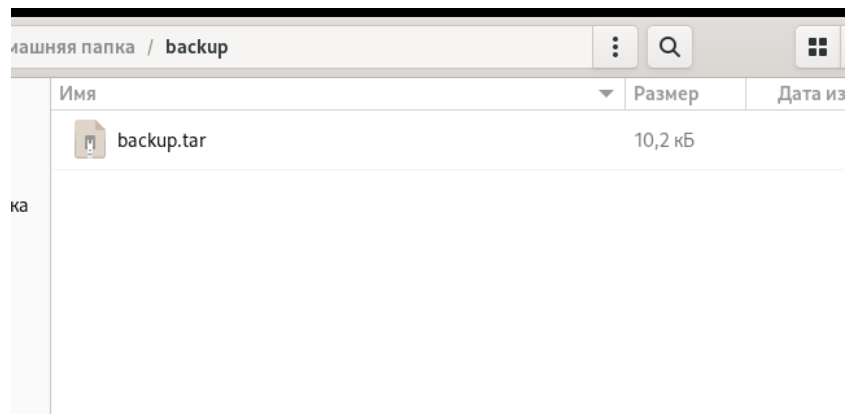 машняя папка / backup
Имя Размер Дата из
backup.tar 10,2 кБ
ка